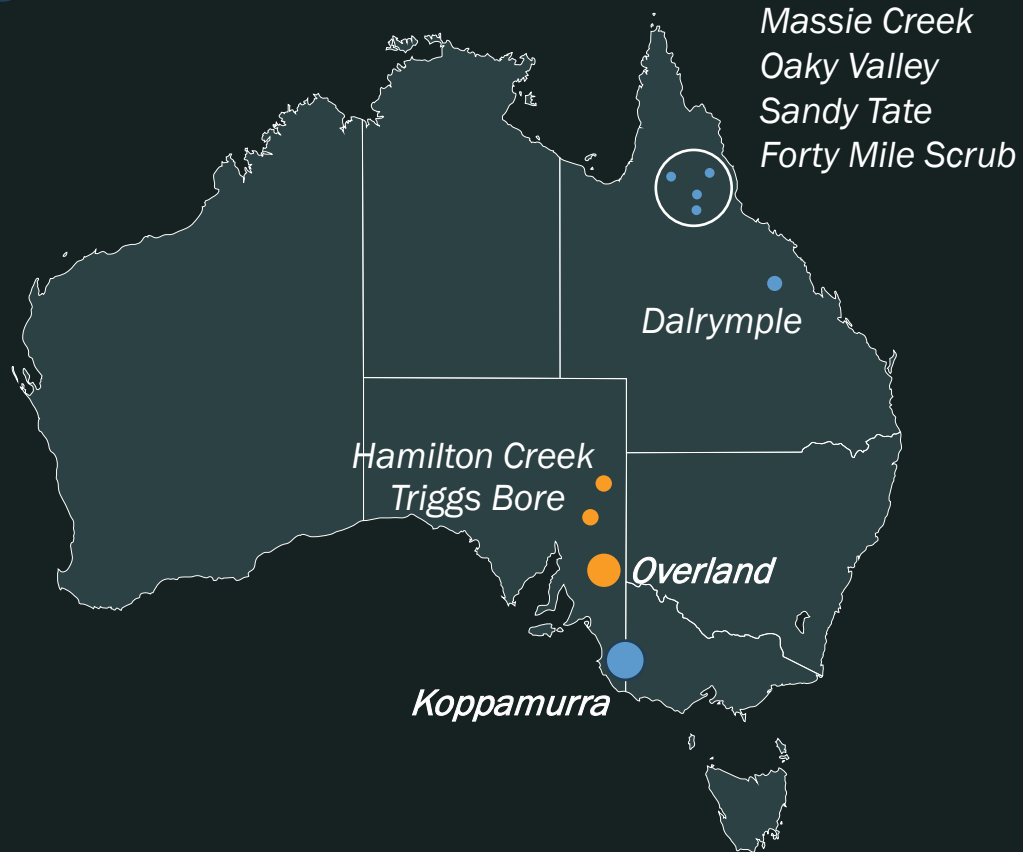 Massie Creek
Oaky Valley
Sandy Tate
Forty Mile Scrub
Dalrymple
Hamilton Creek
Triggs Bore
Overland
Koppamurra